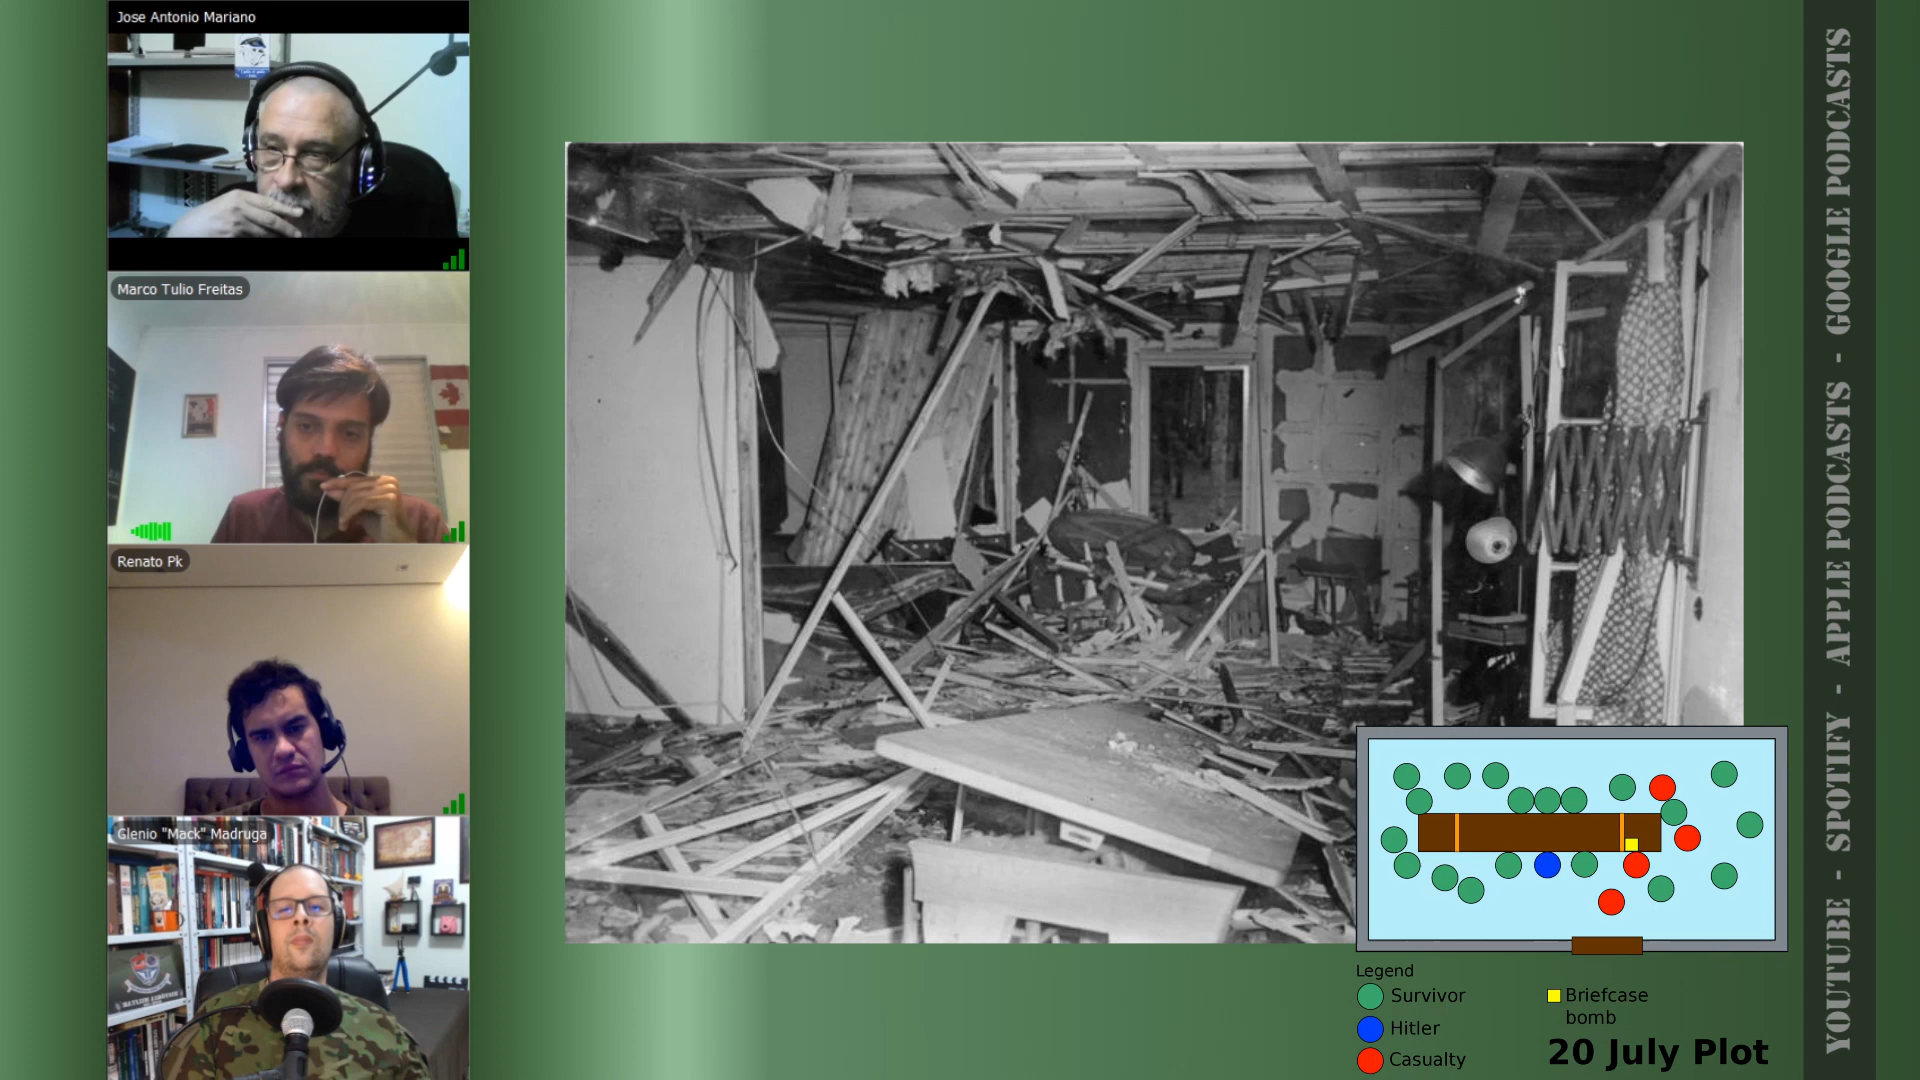 Jose Antonio Mariano
Marco Tulio Freitas
Renato Pk
Glenio "Mack" Madruga
Legend
Survivor
Hitler
Casualty
Briefcase
bomb
20 July Plot
YOUTUBE - SPOTIFY - APPLE PODCASTS - GOOGLE PODCASTS